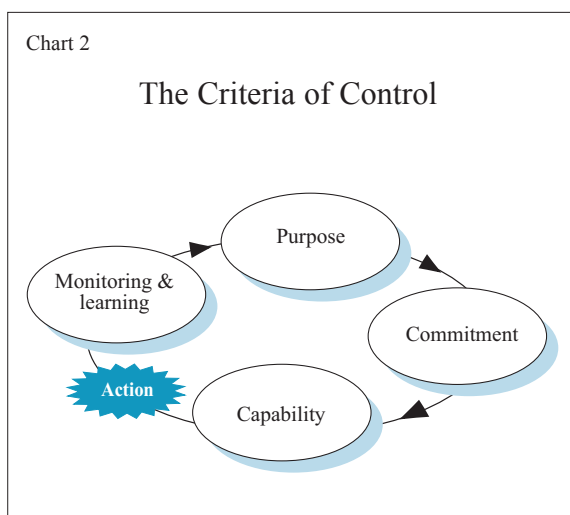 Chart 2
The Criteria of Control
Purpose
Monitoring &
learning
Commitment
Action
Capability